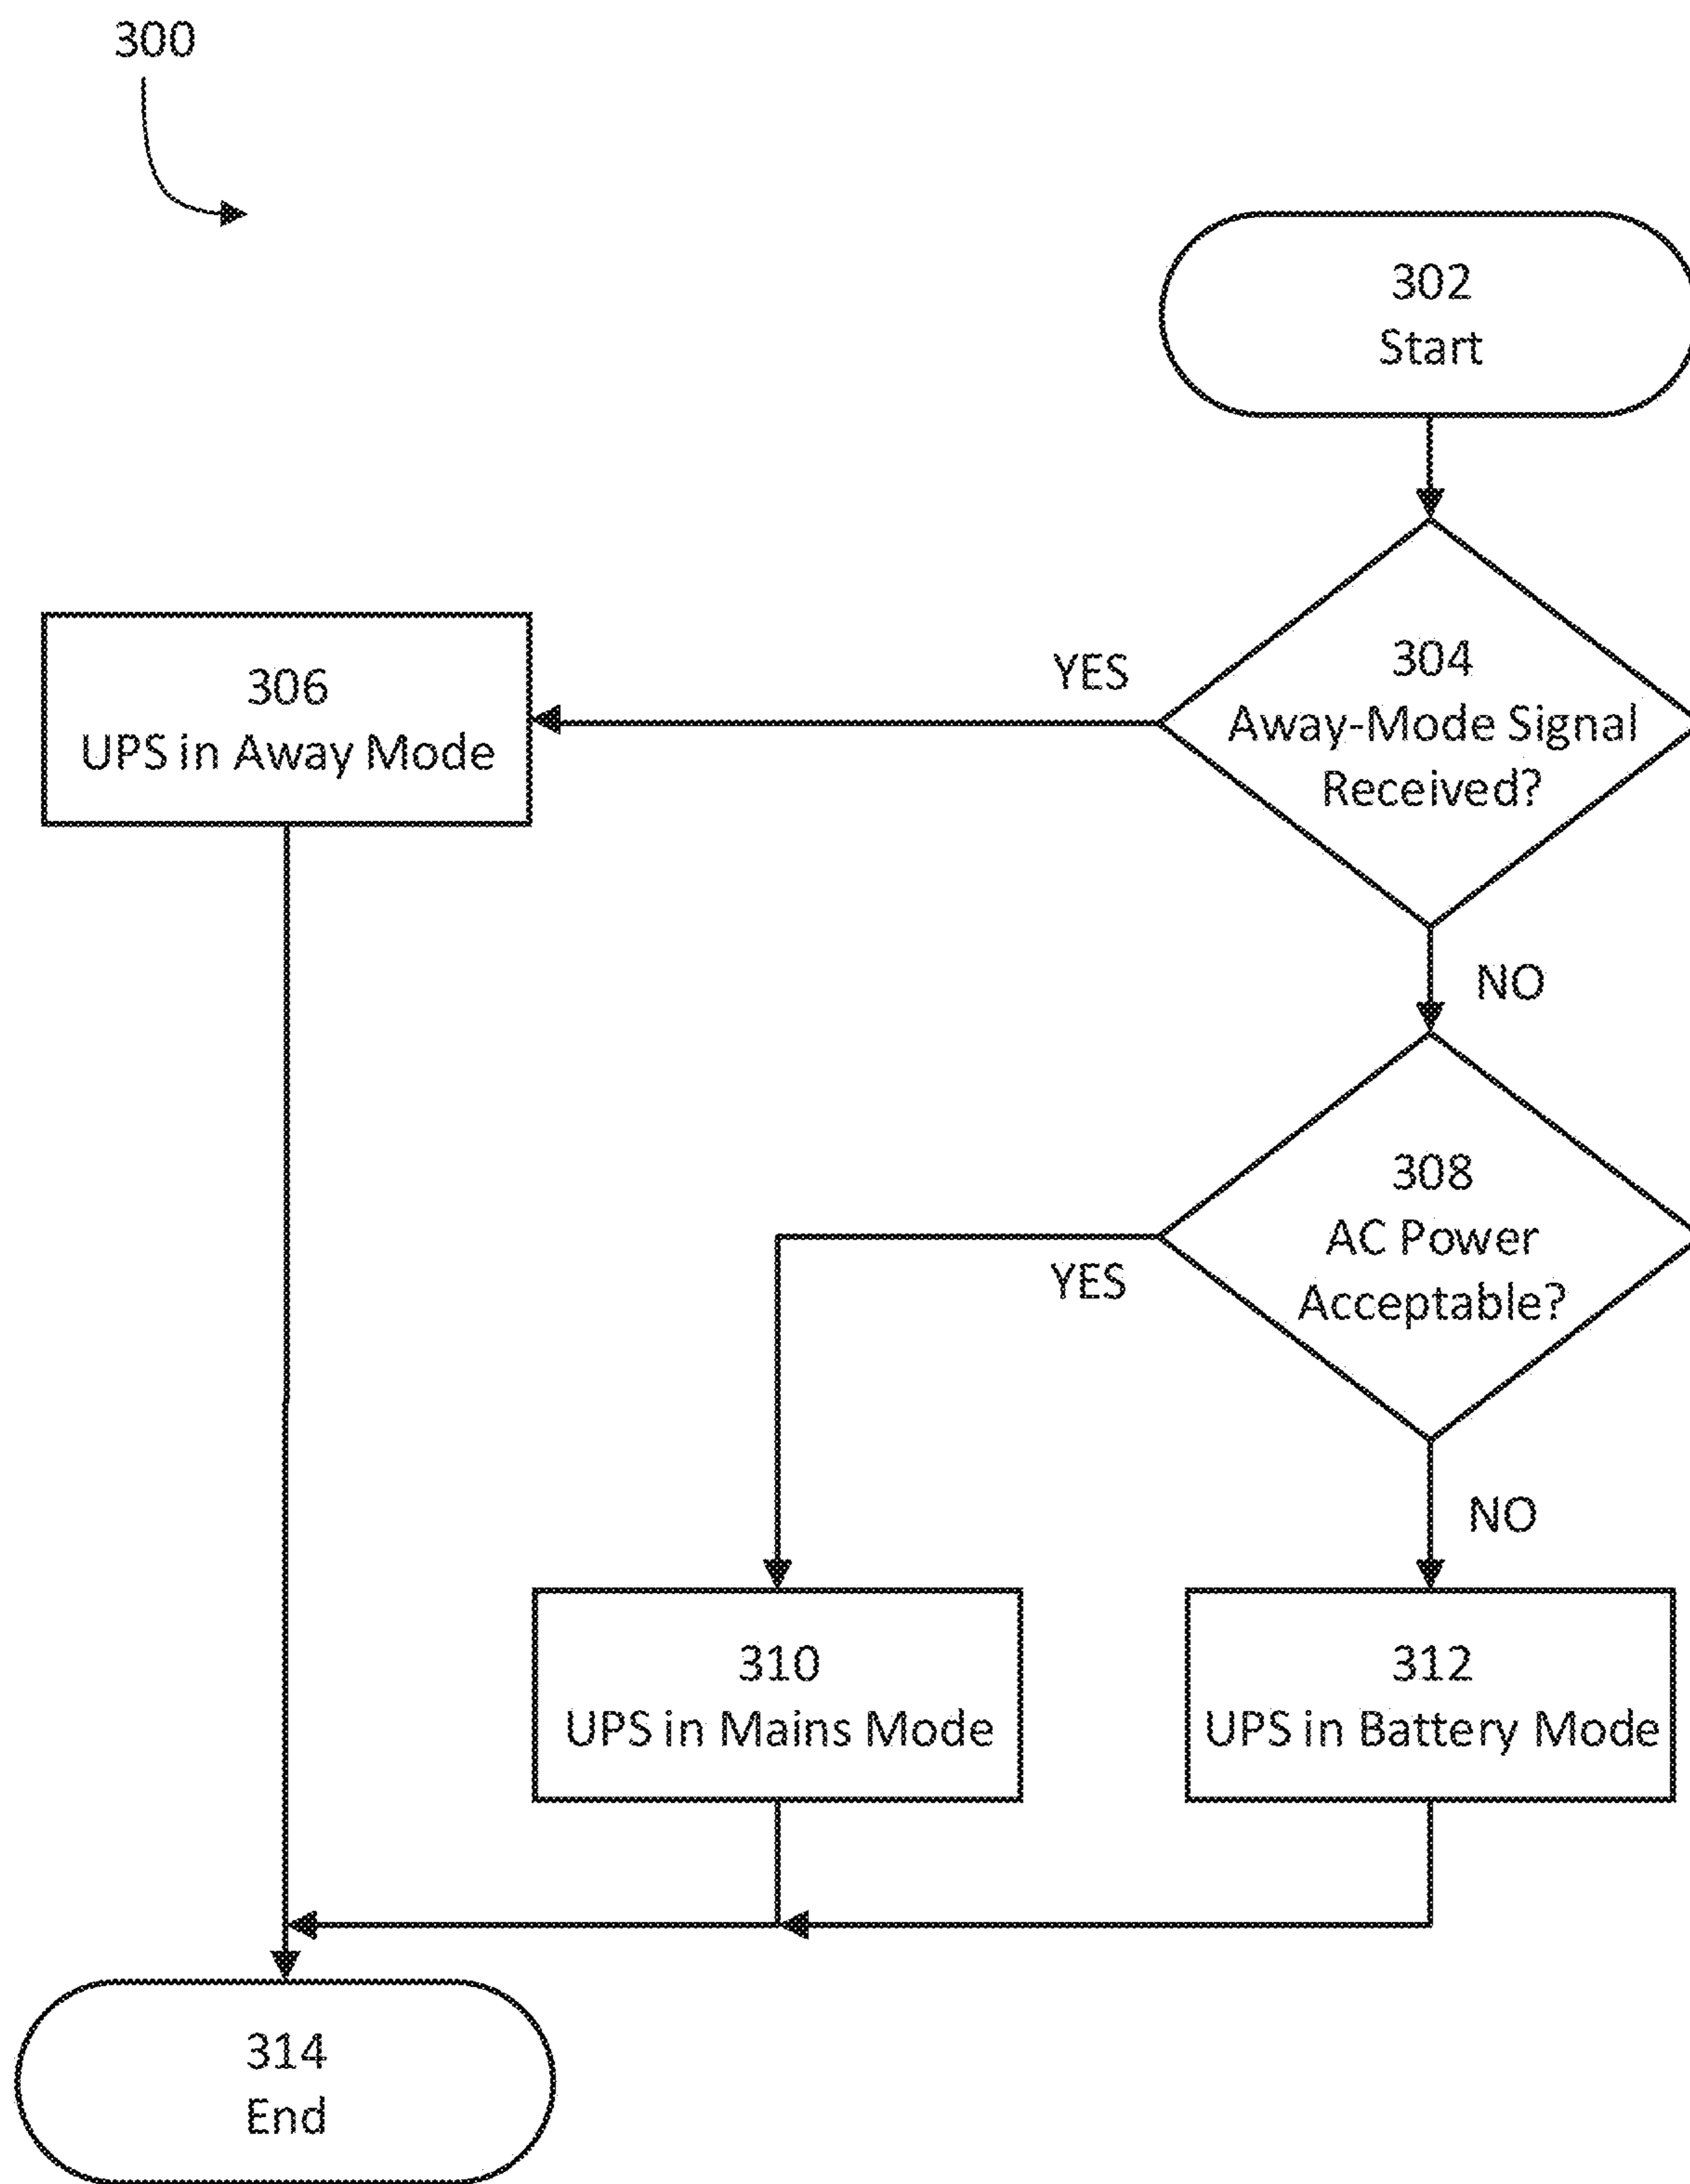 300
302
Start
304
Away-Mode Signal
Received?
YES
306
UPS in Away Mode
NO
308
AC Power
Acceptable?
YES
NO
310
UPS in Mains Mode
312
UPS in Battery Mode
314
End